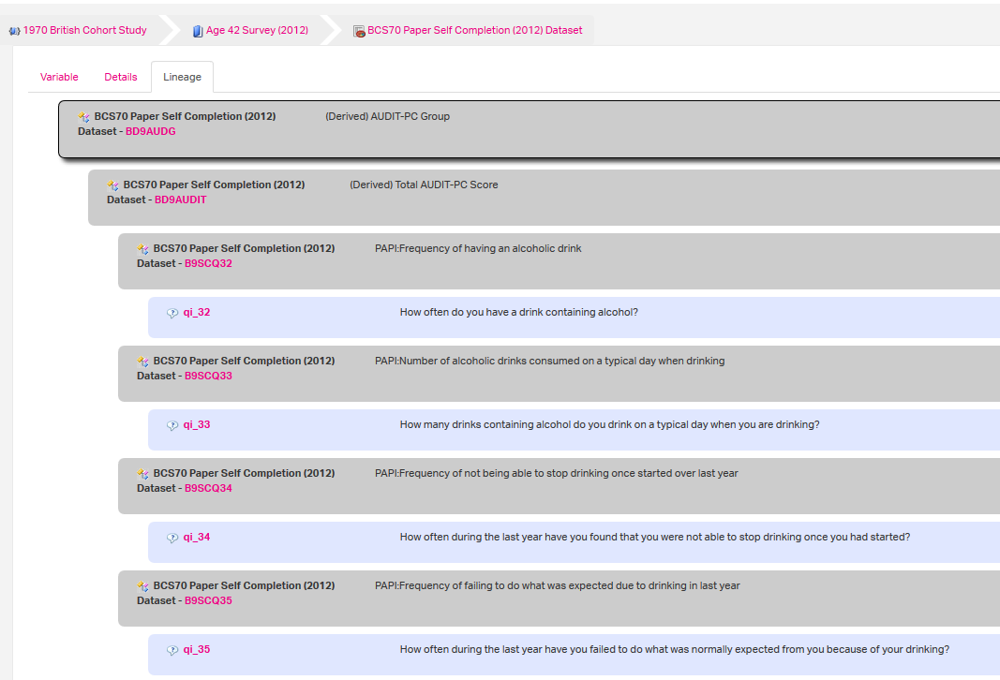 1970 British Cohort Study Age 42 Survey (2012) BCS70 Paper Self Completion (2012) Dataset
Variable Details Lineage
BCS70 Paper Self Completion (2012) (Derived) AUDIT-PC Group
Dataset - BD9AUDG
BCS70 Paper Self Completion (2012) (Derived) Total AUDIT-PC Score
Dataset - BD9AUDIT
BCS70 Paper Self Completion (2012) PAPI:Frequency of having an alcoholic drink
Dataset - B9SCQ32
qi_32 How often do you have a drink containing alcohol?
BCS70 Paper Self Completion (2012) PAPI:Number of alcoholic drinks consumed on a typical day when drinking
Dataset - B9SCQ33
qi_33 How many drinks containing alcohol do you drink on a typical day when you are drinking?
BCS70 Paper Self Completion (2012) PAPI:Frequency of not being able to stop drinking once started over last year
Dataset - B9SCQ34
qi_34 How often during the last year have you found that you were not able to stop drinking once you had started?
BCS70 Paper Self Completion (2012) PAPI:Frequency of failing to do what was expected due to drinking in last year
Dataset - B9SCQ35
qi_35 How often during the last year have you failed to do what was normally expected from you because of your drinking?